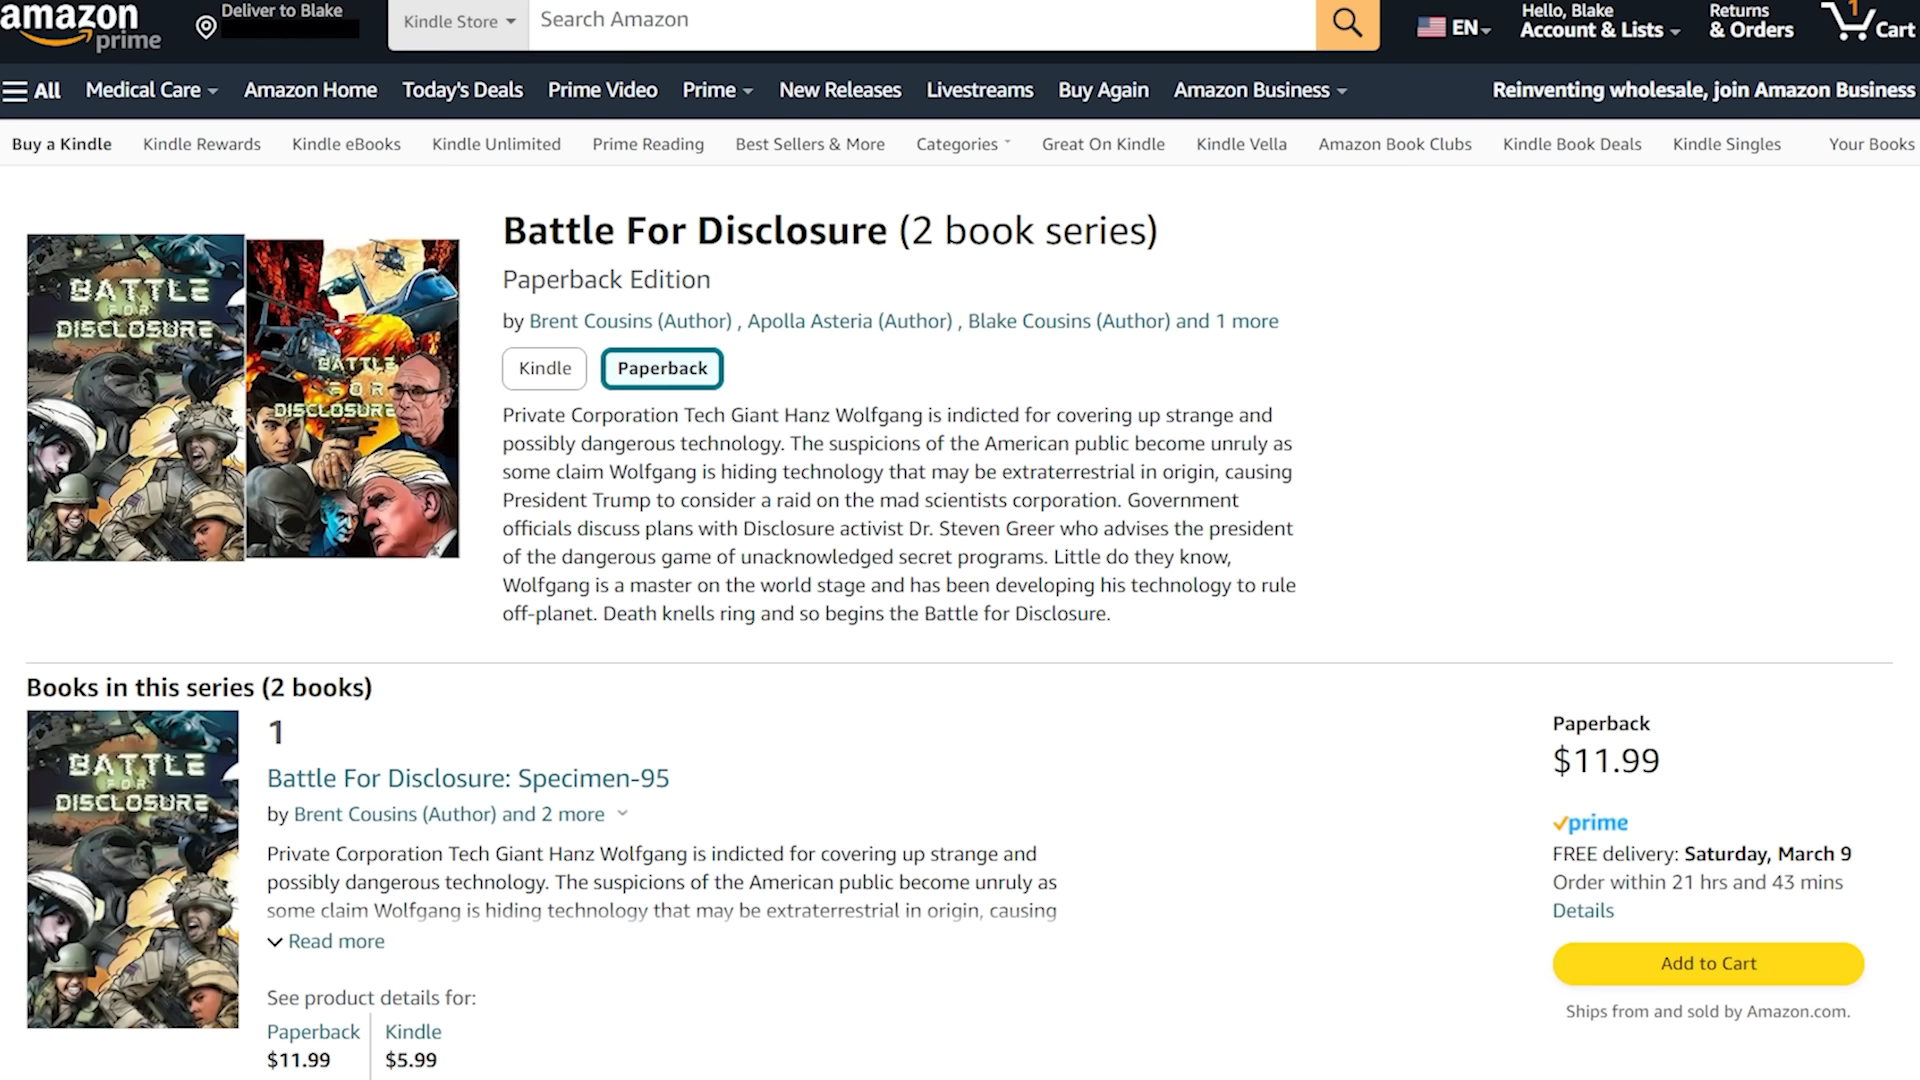 amazon
prime
Deliver to Blake
Kindle Store
Search Amazon
EN
Hello, Blake
Account & Lists
Returns
& Orders
1
Cart
All
Medical Care
Amazon Home
Today's Deals
Prime Video
Prime
New Releases
Livestreams
Buy Again
Amazon Business
Reinventing wholesale, join Amazon Business
Buy a Kindle
Kindle Rewards
Kindle eBooks
Kindle Unlimited
Prime Reading
Best Sellers & More
Categories
Great On Kindle
Kindle Vella
Amazon Book Clubs
Kindle Book Deals
Kindle Singles
Your Books
BATTLE
FOR
DISCLOSURE
BATTLE
FOR
DISCLOSURE
Battle For Disclosure (2 book series)
Paperback Edition
by Brent Cousins (Author) , Apolla Asteria (Author) , Blake Cousins (Author) and 1 more
Kindle
Paperback
Private Corporation Tech Giant Hanz Wolfgang is indicted for covering up strange and
possibly dangerous technology. The suspicions of the American public become unruly as
some claim Wolfgang is hiding technology that may be extraterrestrial in origin, causing
President Trump to consider a raid on the mad scientists corporation. Government
officials discuss plans with Disclosure activist Dr. Steven Greer who advises the president
of the dangerous game of unacknowledged secret programs. Little do they know,
Wolfgang is a master on the world stage and has been developing his technology to rule
off-planet. Death knells ring and so begins the Battle for Disclosure.
Books in this series (2 books)
BATTLE
FOR
DISCLOSURE
1
Battle For Disclosure: Specimen-95
by Brent Cousins (Author) and 2 more
Private Corporation Tech Giant Hanz Wolfgang is indicted for covering up strange and
possibly dangerous technology. The suspicions of the American public become unruly as
some claim Wolfgang is hiding technology that may be extraterrestrial in origin, causing
Read more
See product details for:
Paperback
$11.99
Kindle
$5.99
Paperback
$11.99
prime
FREE delivery: Saturday, March 9
Order within 21 hrs and 43 mins
Details
Add to Cart
Ships from and sold by Amazon.com.